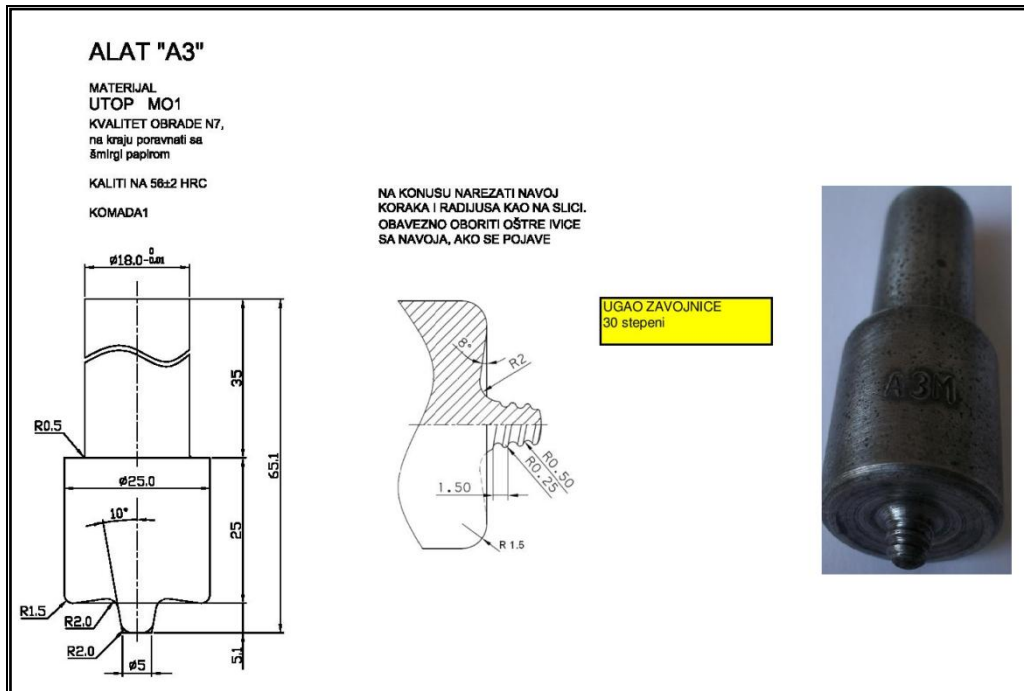 ALAT "A3"
MATERIJAL
UTOP MO1
KVALITET OBRADE N7,
na kraju poravnati sa
šmirgl papirom
KALITI NA 56±2 HRC
KOMADA1
NA KONUSU NAREZATI NAVOJ
KORAKA I RADIJUSA KAO NA SLICI.
OBAVEZNO OBORITI OŠTRE IVICE
SA NAVOJA, AKO SE POJAVE
UGAO ZAVOJNICE
30 stepeni
ø18.0-0 0.01
35
65.1
R0.5
ø25.0
10°
25
R1.5
R2.0
R2.0
ø5
5.1
8°
R2
R0.50
R0.25
1.50
R 1.5
A3M